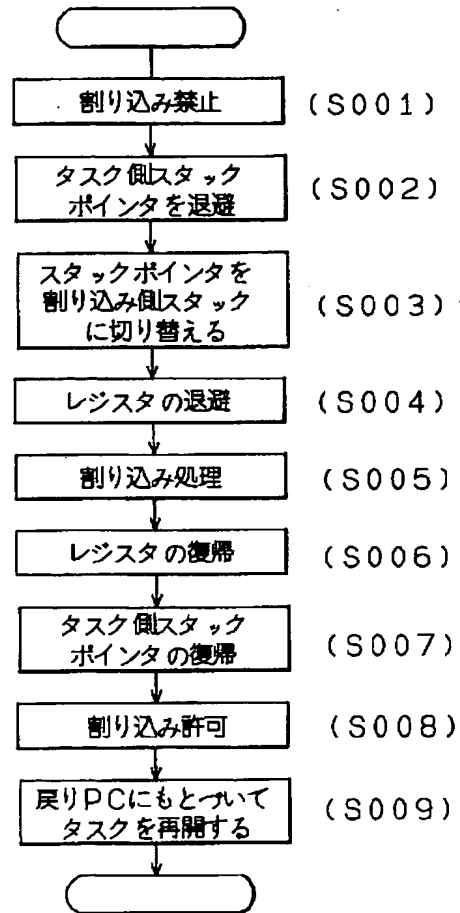 割り込み禁止 (S001)
タスク側スタック
ポインタを退避 (S002)
スタックポインタを
割り込み側スタック
に切り替える (S003)
レジスタの退避 (S004)
割り込み処理 (S005)
レジスタの復帰 (S006)
タスク側スタック
ポインタの復帰 (S007)
割り込み許可 (S008)
戻りPCにもとづいて
タスクを再開する (S009)